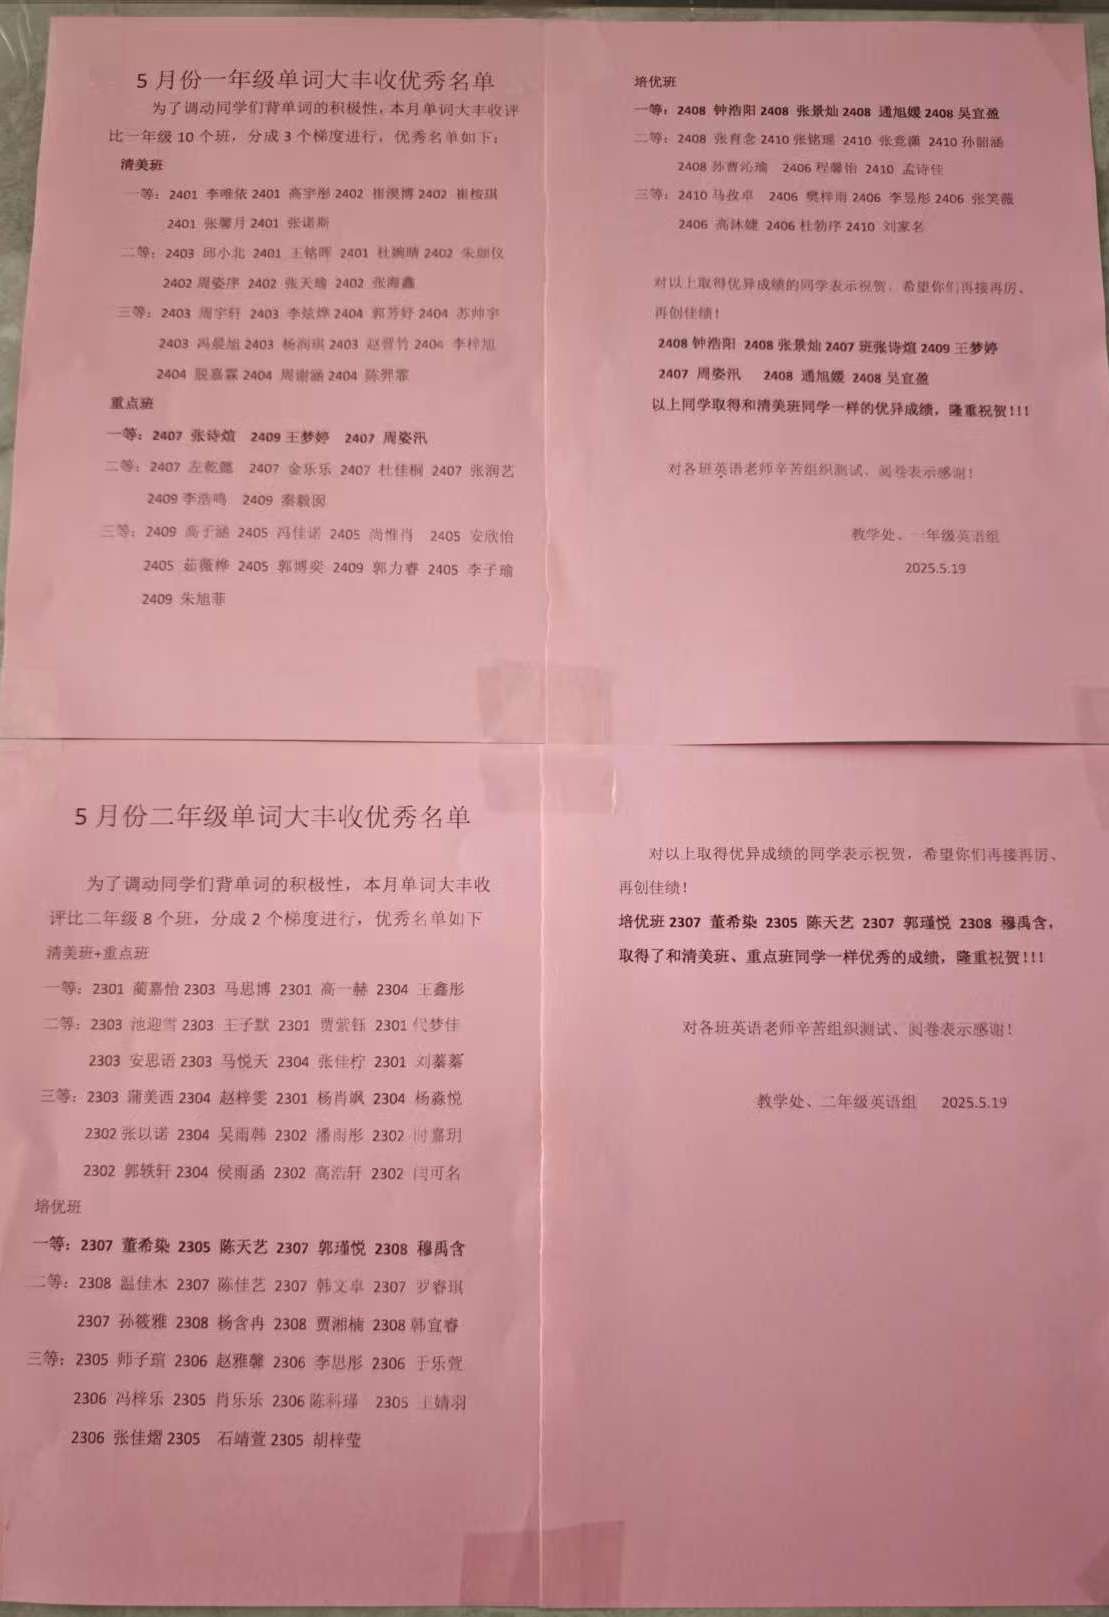 5月份一年级单词大丰收优秀名单
为了调动同学们背单词的积极性，本月单词大丰收评
比一年级10个班，分成3个梯度进行，优秀名单如下：
清美班
一等：2401 李唯依 2401 高宇彤 2402 崔淏博 2402 崔桉琪
2401 张馨月 2401 张诺斯
二等：2403 邱小北 2401 王铭晖 2401 杜婉晴 2402 朱珈仪
2402 周姿序 2402 张天瑜 2402 张海鑫
三等：2403 周宇轩 2403 李炫烨 2404 郭芳妤 2404 苏帅宇
2403 冯晨旭 2403 杨润琪 2403 赵晋竹 2404 李梓旭
2404 殷嘉霖 2404 周谢涵 2404 陈羿霏
重点班
一等：2407 张诗煊 2409 王梦婷 2407 周姿汛
二等：2407 左乾懿 2407 金乐乐 2407 杜佳桐 2407 张润艺
2409 李浩鸣 2409 秦毅囡
三等：2409 高子涵 2405 冯佳诺 2405 尚惟肖 2405 安欣怡
2405 茹薇桦 2405 郭博奕 2409 郭力睿 2405 李子瑜
2409 朱旭菲
培优班
一等：2408 钟浩阳 2408 张景灿 2408 通旭媛 2408 吴宜盈
二等：2408 张育念 2410 张铭瑶 2410 张竞潇 2410 孙韶涵
2408 孙曹沁瑜 2406 程馨怡 2410 孟诗佳
三等：2410 马孜卓 2406 樊梓雨 2406 李昱彤 2406 张笑薇
2406 高沐婕 2406 杜勃序 2410 刘家名
对以上取得优异成绩的同学表示祝贺，希望你们再接再厉、
再创佳绩！
2408 钟浩阳 2408 张景灿 2407 班张诗煊 2409 王梦婷
2407 周姿汛 2408 通旭媛 2408 吴宜盈
以上同学取得和清美班同学一样的优异成绩，隆重祝贺！！！
对各班英语老师辛苦组织测试、阅卷表示感谢！
教学处、一年级英语组
2025.5.19
5月份二年级单词大丰收优秀名单
为了调动同学们背单词的积极性，本月单词大丰收
评比二年级8个班，分成2个梯度进行，优秀名单如下
清美班+重点班
一等：2301 蔺嘉怡 2303 马思博 2301 高一赫 2304 王鑫彤
二等：2303 池迎雪 2303 王子默 2301 贾紫钰 2301 代梦佳
2303 安思语 2303 马悦天 2304 张佳柠 2301 刘蓁蓁
三等：2303 蒲美西 2304 赵梓雯 2301 杨肖飒 2304 杨淼悦
2302 张以诺 2304 吴雨韩 2302 潘雨彤 2302 时嘉玥
2302 郭轶轩 2304 侯雨函 2302 高浩轩 2302 闫可名
培优班
一等：2307 董希染 2305 陈天艺 2307 郭瑾悦 2308 穆禹含
二等：2308 温佳木 2307 陈佳艺 2307 韩文卓 2307 罗睿琪
2307 孙筱雅 2308 杨含冉 2308 贾湘楠 2308 韩宜睿
三等：2305 师子瑄 2306 赵雅馨 2306 李思彤 2306 于乐萱
2306 冯梓乐 2305 肖乐乐 2306 陈科瑾 2305 王婧羽
2306 张佳熠 2305 石靖萱 2305 胡梓莹
对以上取得优异成绩的同学表示祝贺，希望你们再接再厉、
再创佳绩！
培优班 2307 董希染 2305 陈天艺 2307 郭瑾悦 2308 穆禹含，
取得了和清美班、重点班同学一样优秀的成绩，隆重祝贺！！！
对各班英语老师辛苦组织测试、阅卷表示感谢！
教学处、二年级英语组 2025.5.19